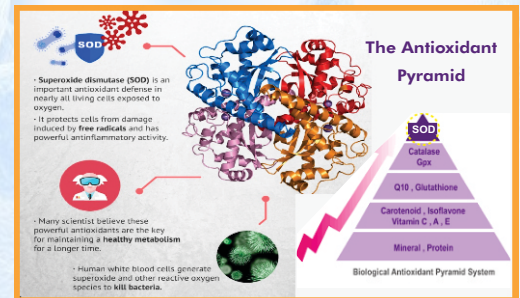 SOD
· Superoxide dismutase (SOD) is an
important antioxidant defense in
nearly all living cells exposed to
oxygen.
· It protects cells from damage
induced by free radicals and has
powerful antinflammatory activity.
· Many scientist believe these
powerful antioxidants are the key
for maintaining a healthy metabolism
for a longer time.
· Human white blood cells generate
superoxide and other reactive oxygen
species to kill bacteria.
The Antioxidant
Pyramid
SOD
Catalase
Gpx
Q10 , Glutathione
Carotenoid , Isoflavone
Vitamin C , A , E
Mineral , Protein
Biological Antioxidant Pyramid System